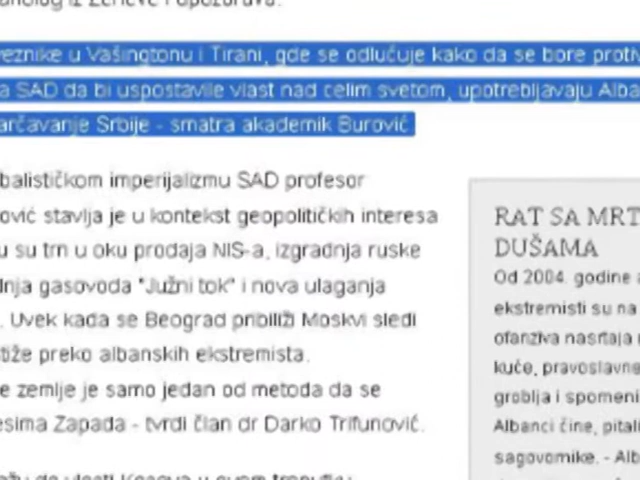 iz Ženeve i upozorava:
veznike u Vašingtonu i Tirani, gde se odlučuje kako da se bore protiv
a SAD da bi uspostavile vlast nad celim svetom, upotrebljavaju Alba
arčavanje Srbije - smatra akademik Burović.
balističkom imperijalizmu SAD profesor
ović stavlja je u kontekst geopolitičkih interesa
u su trn u oku prodaja NIS-a, izgradnja ruske
dnja gasovoda "Južni tok" i nova ulaganja
. Uvek kada se Beograd približi Moskvi sledi
tiže preko albanskih ekstremista.
e zemlje je samo jedan od metoda da se
esima Zapada - tvrdi član dr Darko Trifunović.
RAT SA MRT
DUŠAMA
Od 2004. godine a
ekstremisti su na
ofanziva nasrtaja
kuće, pravoslavne
groblja i spomeni
Albanci čine, pitali
sagovornike. - Alb